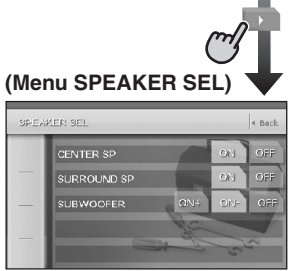 (Menu SPEAKER SEL)
SPEAKER SEL
Back
CENTER SP ON OFF
SURROUND SP ON OFF
SUBWOOFER ON+ ON- OFF